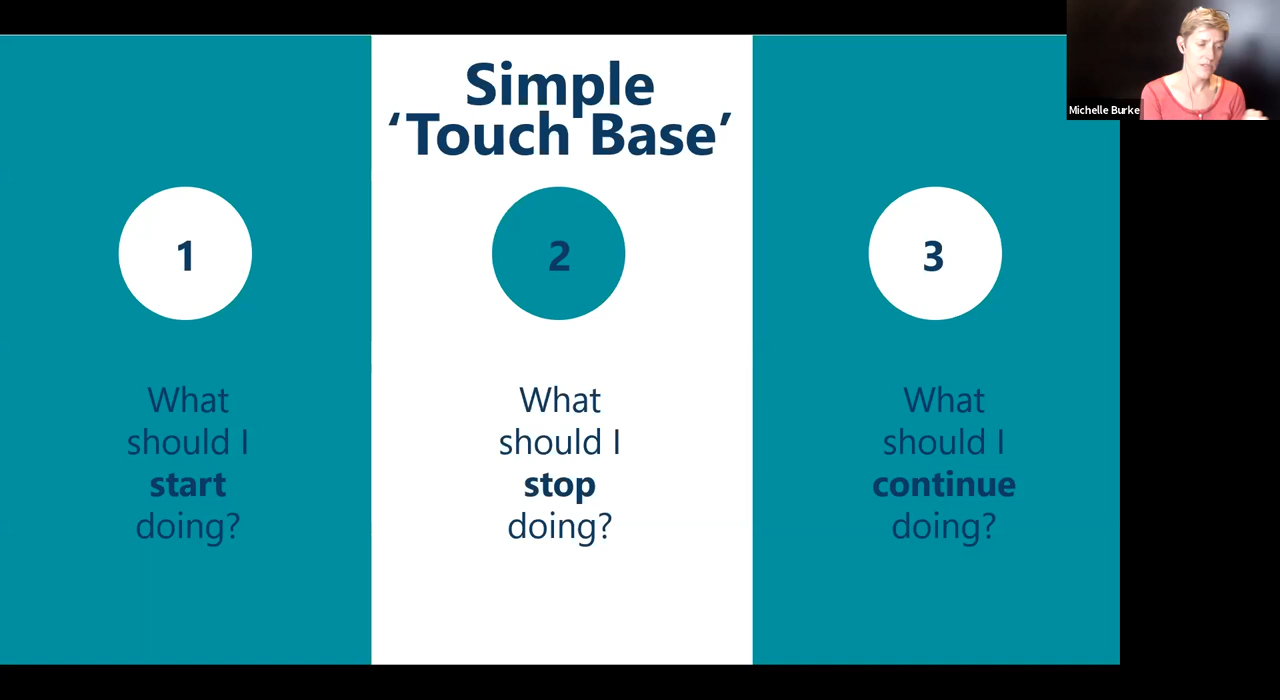 Simple
‘Touch Base’
1
What
should I
start
doing?
2
What
should I
stop
doing?
3
What
should I
continue
doing?
Michelle Burke